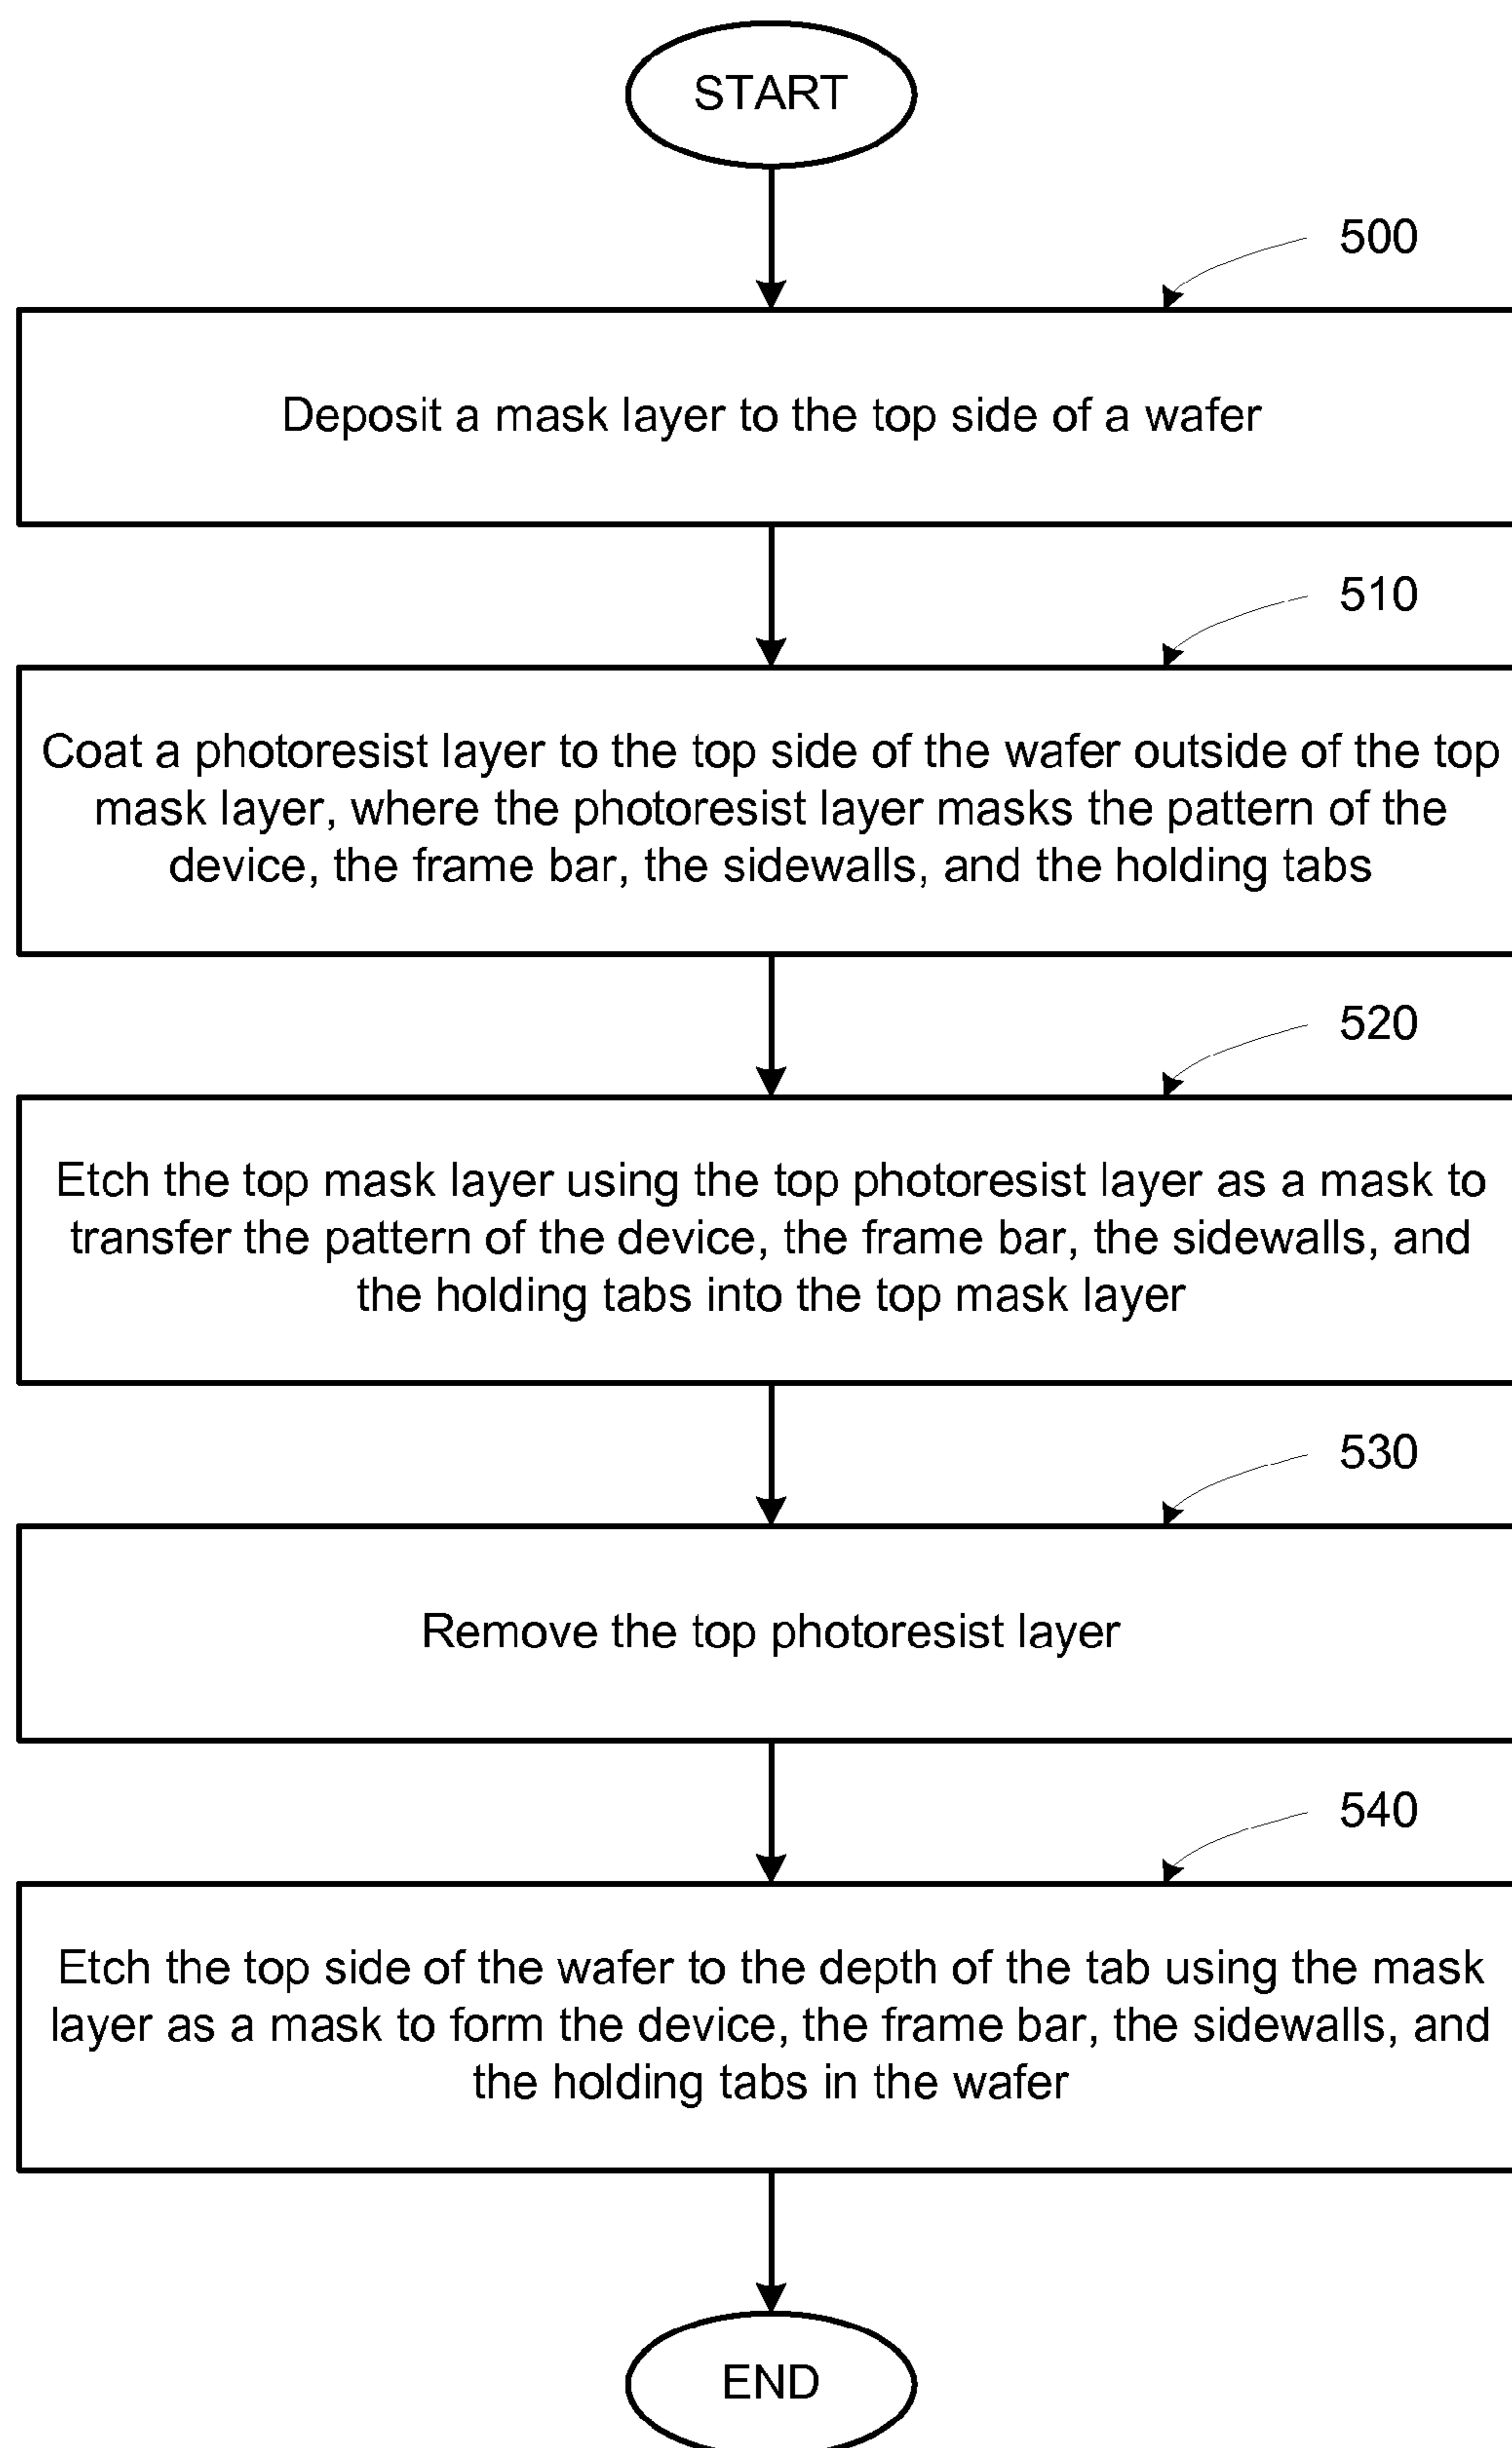 START
500
Deposit a mask layer to the top side of a wafer
510
Coat a photoresist layer to the top side of the wafer outside of the top
mask layer, where the photoresist layer masks the pattern of the
device, the frame bar, the sidewalls, and the holding tabs
520
Etch the top mask layer using the top photoresist layer as a mask to
transfer the pattern of the device, the frame bar, the sidewalls, and
the holding tabs into the top mask layer
530
Remove the top photoresist layer
540
Etch the top side of the wafer to the depth of the tab using the mask
layer as a mask to form the device, the frame bar, the sidewalls, and
the holding tabs in the wafer
END